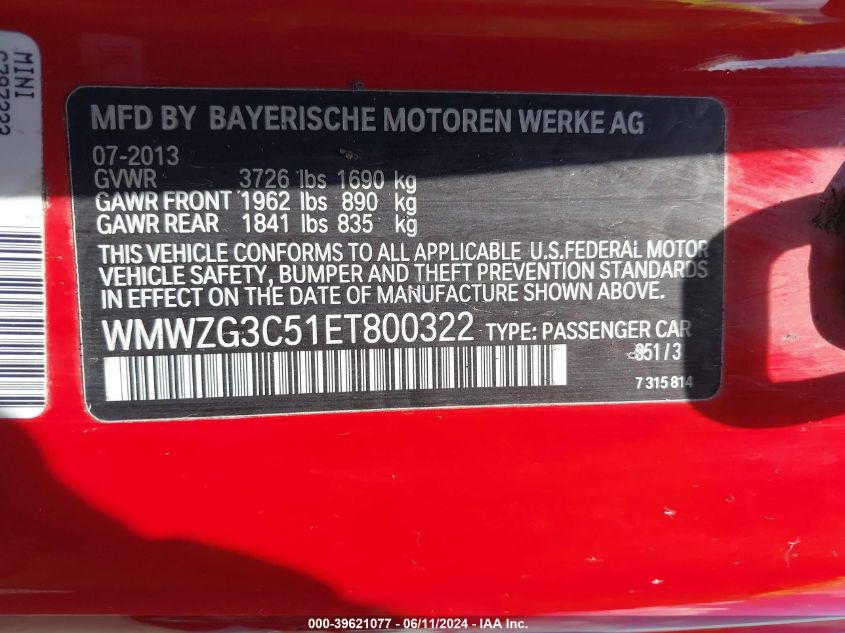 MINI
C797333
MFD BY BAYERISCHE MOTOREN WERKE AG
07-2013
GVWR 3726 lbs 1690 kg
GAWR FRONT 1962 lbs 890 kg
GAWR REAR 1841 lbs 835 kg
THIS VEHICLE CONFORMS TO ALL APPLICABLE U.S.FEDERAL MOTOR
VEHICLE SAFETY, BUMPER AND THEFT PREVENTION STANDARDS
IN EFFECT ON THE DATE OF MANUFACTURE SHOWN ABOVE.
WMWZG3C51ET800322 TYPE: PASSENGER CAR
851/3
7 315 814
000-39621077 - 06/11/2024 - IAA Inc.